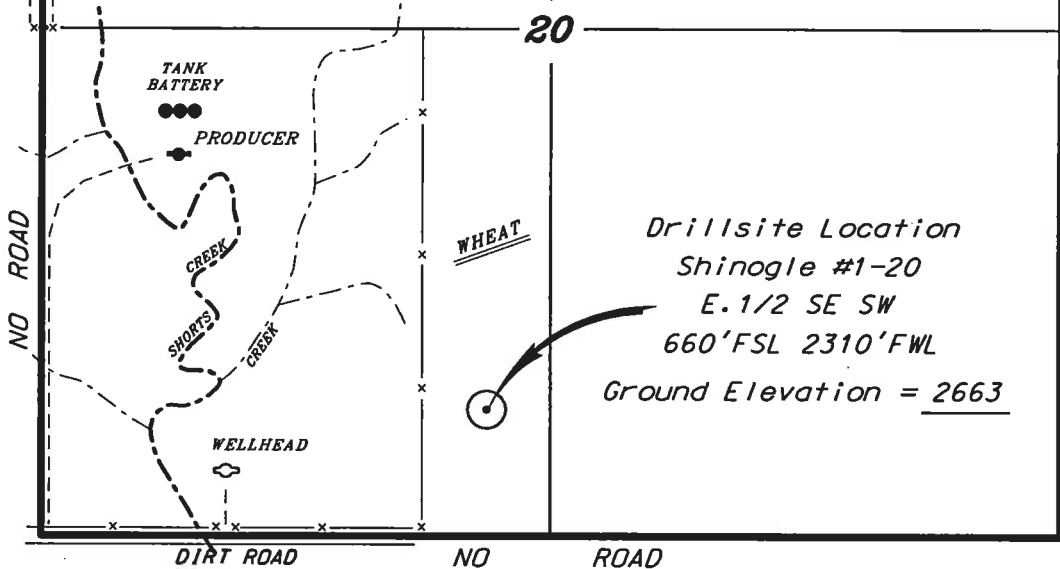 20
TANK
BATTERY
PRODUCER
NO ROAD
CREEK
SHORTS
CREEK
WHEAT
Drillsite Location
Shinogle #1-20
E.1/2 SE SW
660'FSL 2310'FWL
Ground Elevation = 2663
WELLHEAD
DIRT ROAD
NO ROAD